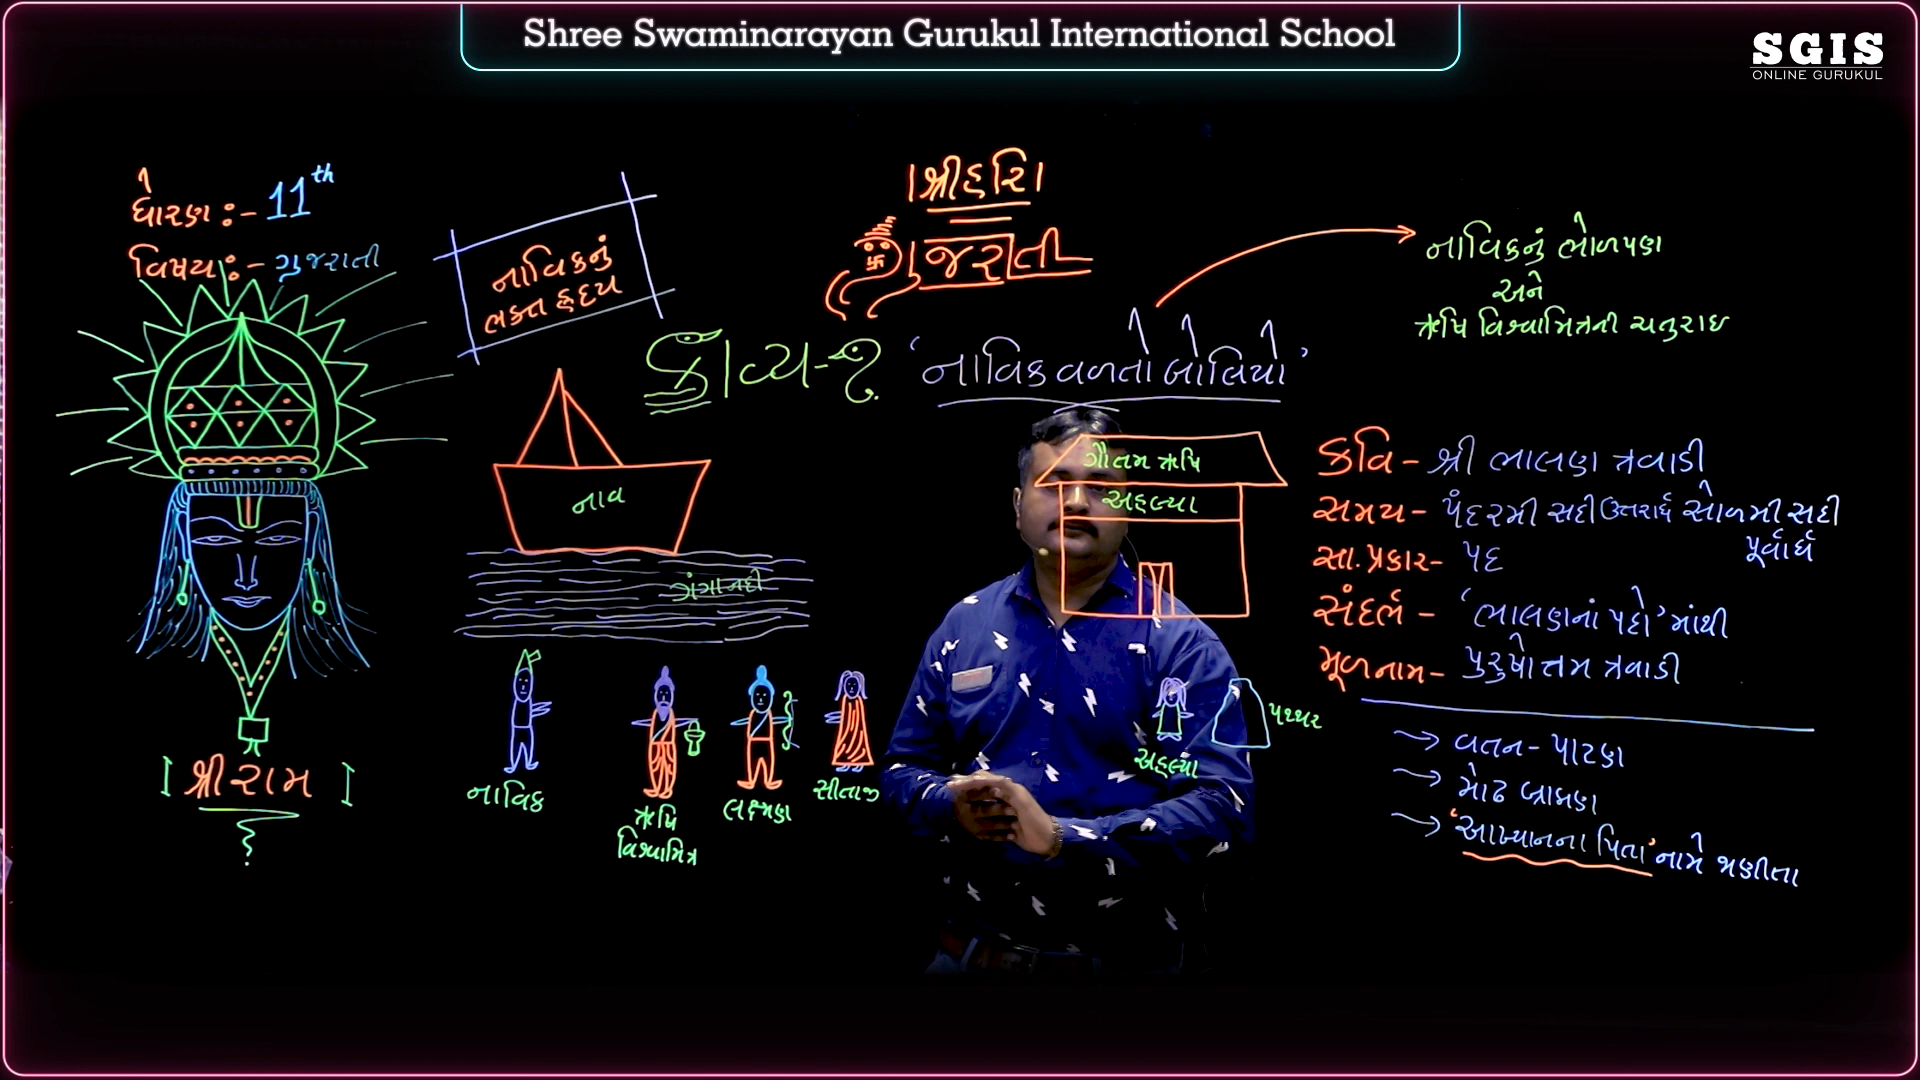 Shree Swaminarayan Gurukul International School
SGIS
ONLINE GURUKUL
ધોરણ :- 11th
વિષય :- ગુજરાતી
નાવિકનું
ભક્ત હૃદય
।શ્રીહરિ।
ગુજરાતી
કાવ્ય-૨ 'નાવિક વળતો બોલિયો'
નાવિકનું ભોળપણ
અને
ઋષિ વિશ્વામિત્રની ચતુરાઇ
નાવ
ગંગા નદી
ગૌતમ ઋષિ
અહલ્યા
કવિ - શ્રી ભાલણ ત્રવાડી
સમય - પંદરમી સદી ઉત્તરાર્ધ સોળમી સદી
પૂર્વાર્ધ
સા.પ્રકાર - પદ
સંદર્ભ - 'ભાલણનાં પદો' માંથી
મૂળનામ - પુરુષોત્તમ ત્રવાડી
→ વતન - પાટણ
→ મોઢ બ્રાહ્મણ
→ 'આખ્યાનના પિતા' નામે જાણીતા
શ્રી રામ
નાવિક
ઋષિ
વિશ્વામિત્ર
લક્ષ્મણ
સીતાજી
અહલ્યા
પથ્થર